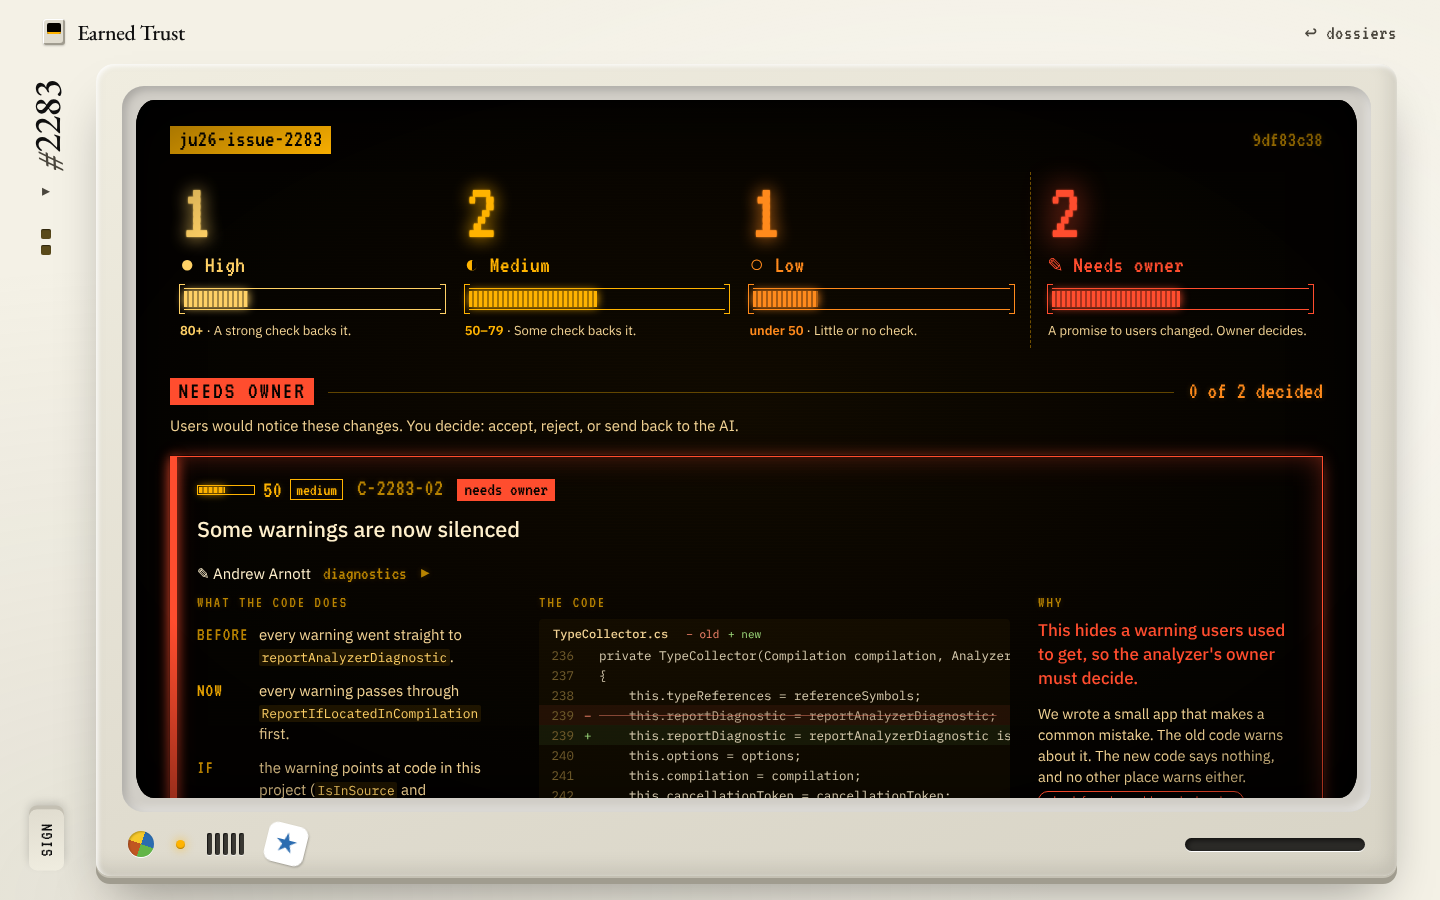 Earned Trust
↩ dossiers
#2283
ju26-issue-2283
9df83c38
1
● High
80+ · A strong check backs it.
2
◐ Medium
50–79 · Some check backs it.
1
○ Low
under 50 · Little or no check.
2
✎ Needs owner
A promise to users changed. Owner decides.
NEEDS OWNER
0 of 2 decided
Users would notice these changes. You decide: accept, reject, or send back to the AI.
50 medium C-2283-02 needs owner
Some warnings are now silenced
✎ Andrew Arnott diagnostics ▶
WHAT THE CODE DOES
BEFORE every warning went straight to
reportAnalyzerDiagnostic.
NOW every warning passes through
ReportIfLocatedInCompilation
first.
IF the warning points at code in this
project (IsInSource and
THE CODE
TypeCollector.cs − old + new
236 private TypeCollector(Compilation compilation, Analyzer
237 {
238 this.typeReferences = referenceSymbols;
239 − this.reportDiagnostic = reportAnalyzerDiagnostic;
239 + this.reportDiagnostic = reportAnalyzerDiagnostic is
240 this.options = options;
241 this.compilation = compilation;
242 this.cancellationToken = cancellationToken;
WHY
This hides a warning users used
to get, so the analyzer's owner
must decide.
We wrote a small app that makes a
common mistake. The old code warns
about it. The new code says nothing,
and no other place warns either.
SIGN